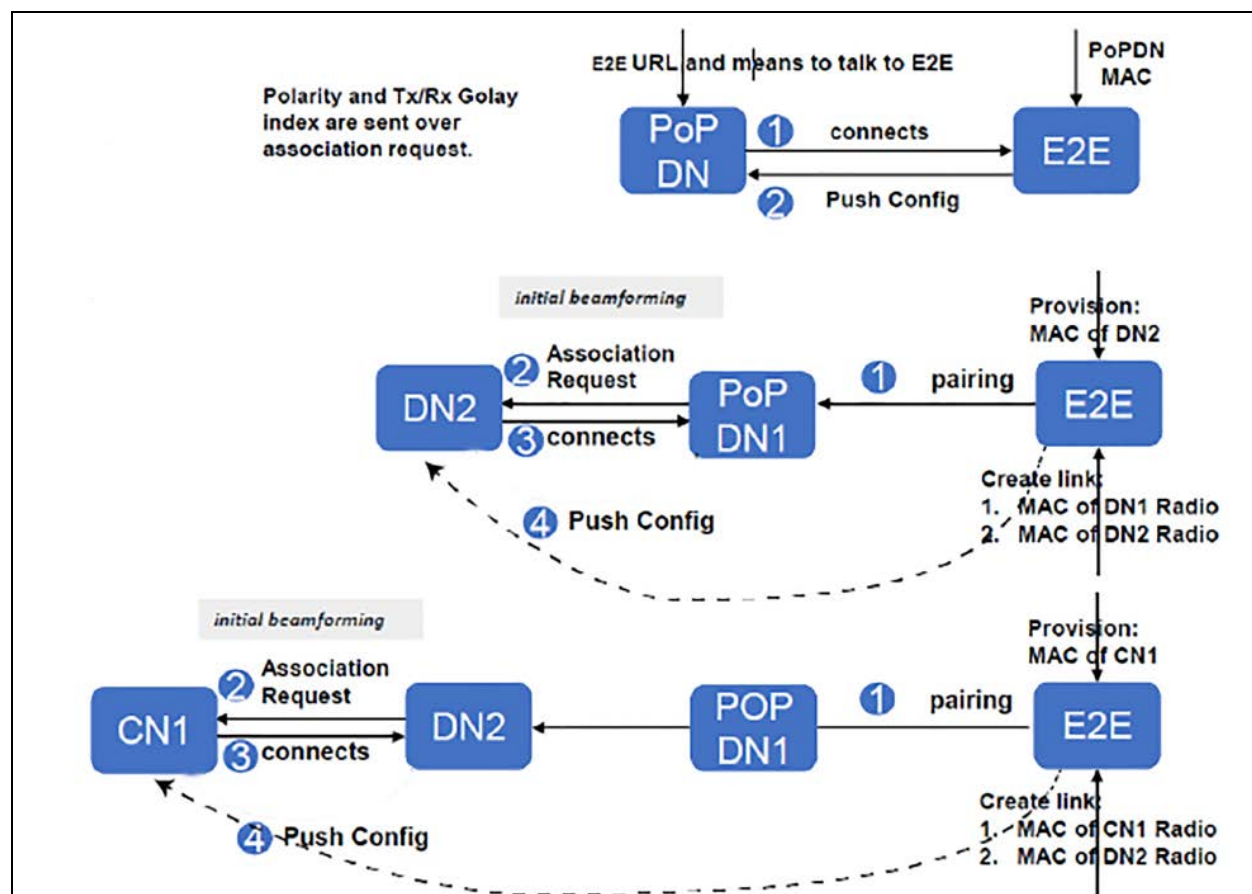 E2E URL and means to talk to E2E
PoPDN
MAC
Polarity and Tx/Rx Golay
index are sent over
association request.
PoP
DN
1
connects
E2E
2
Push Config
initial beamforming
Provision:
MAC of DN2
2
Association
Request
DN2
3
connects
PoP
DN1
1
pairing
E2E
Create link:
1. MAC of DN1 Radio
2. MAC of DN2 Radio
4
Push Config
initial beamforming
Provision:
MAC of CN1
2
Association
Request
CN1
3
connects
DN2
POP
DN1
1
pairing
E2E
Create link:
1. MAC of CN1 Radio
2. MAC of DN2 Radio
4
Push Config